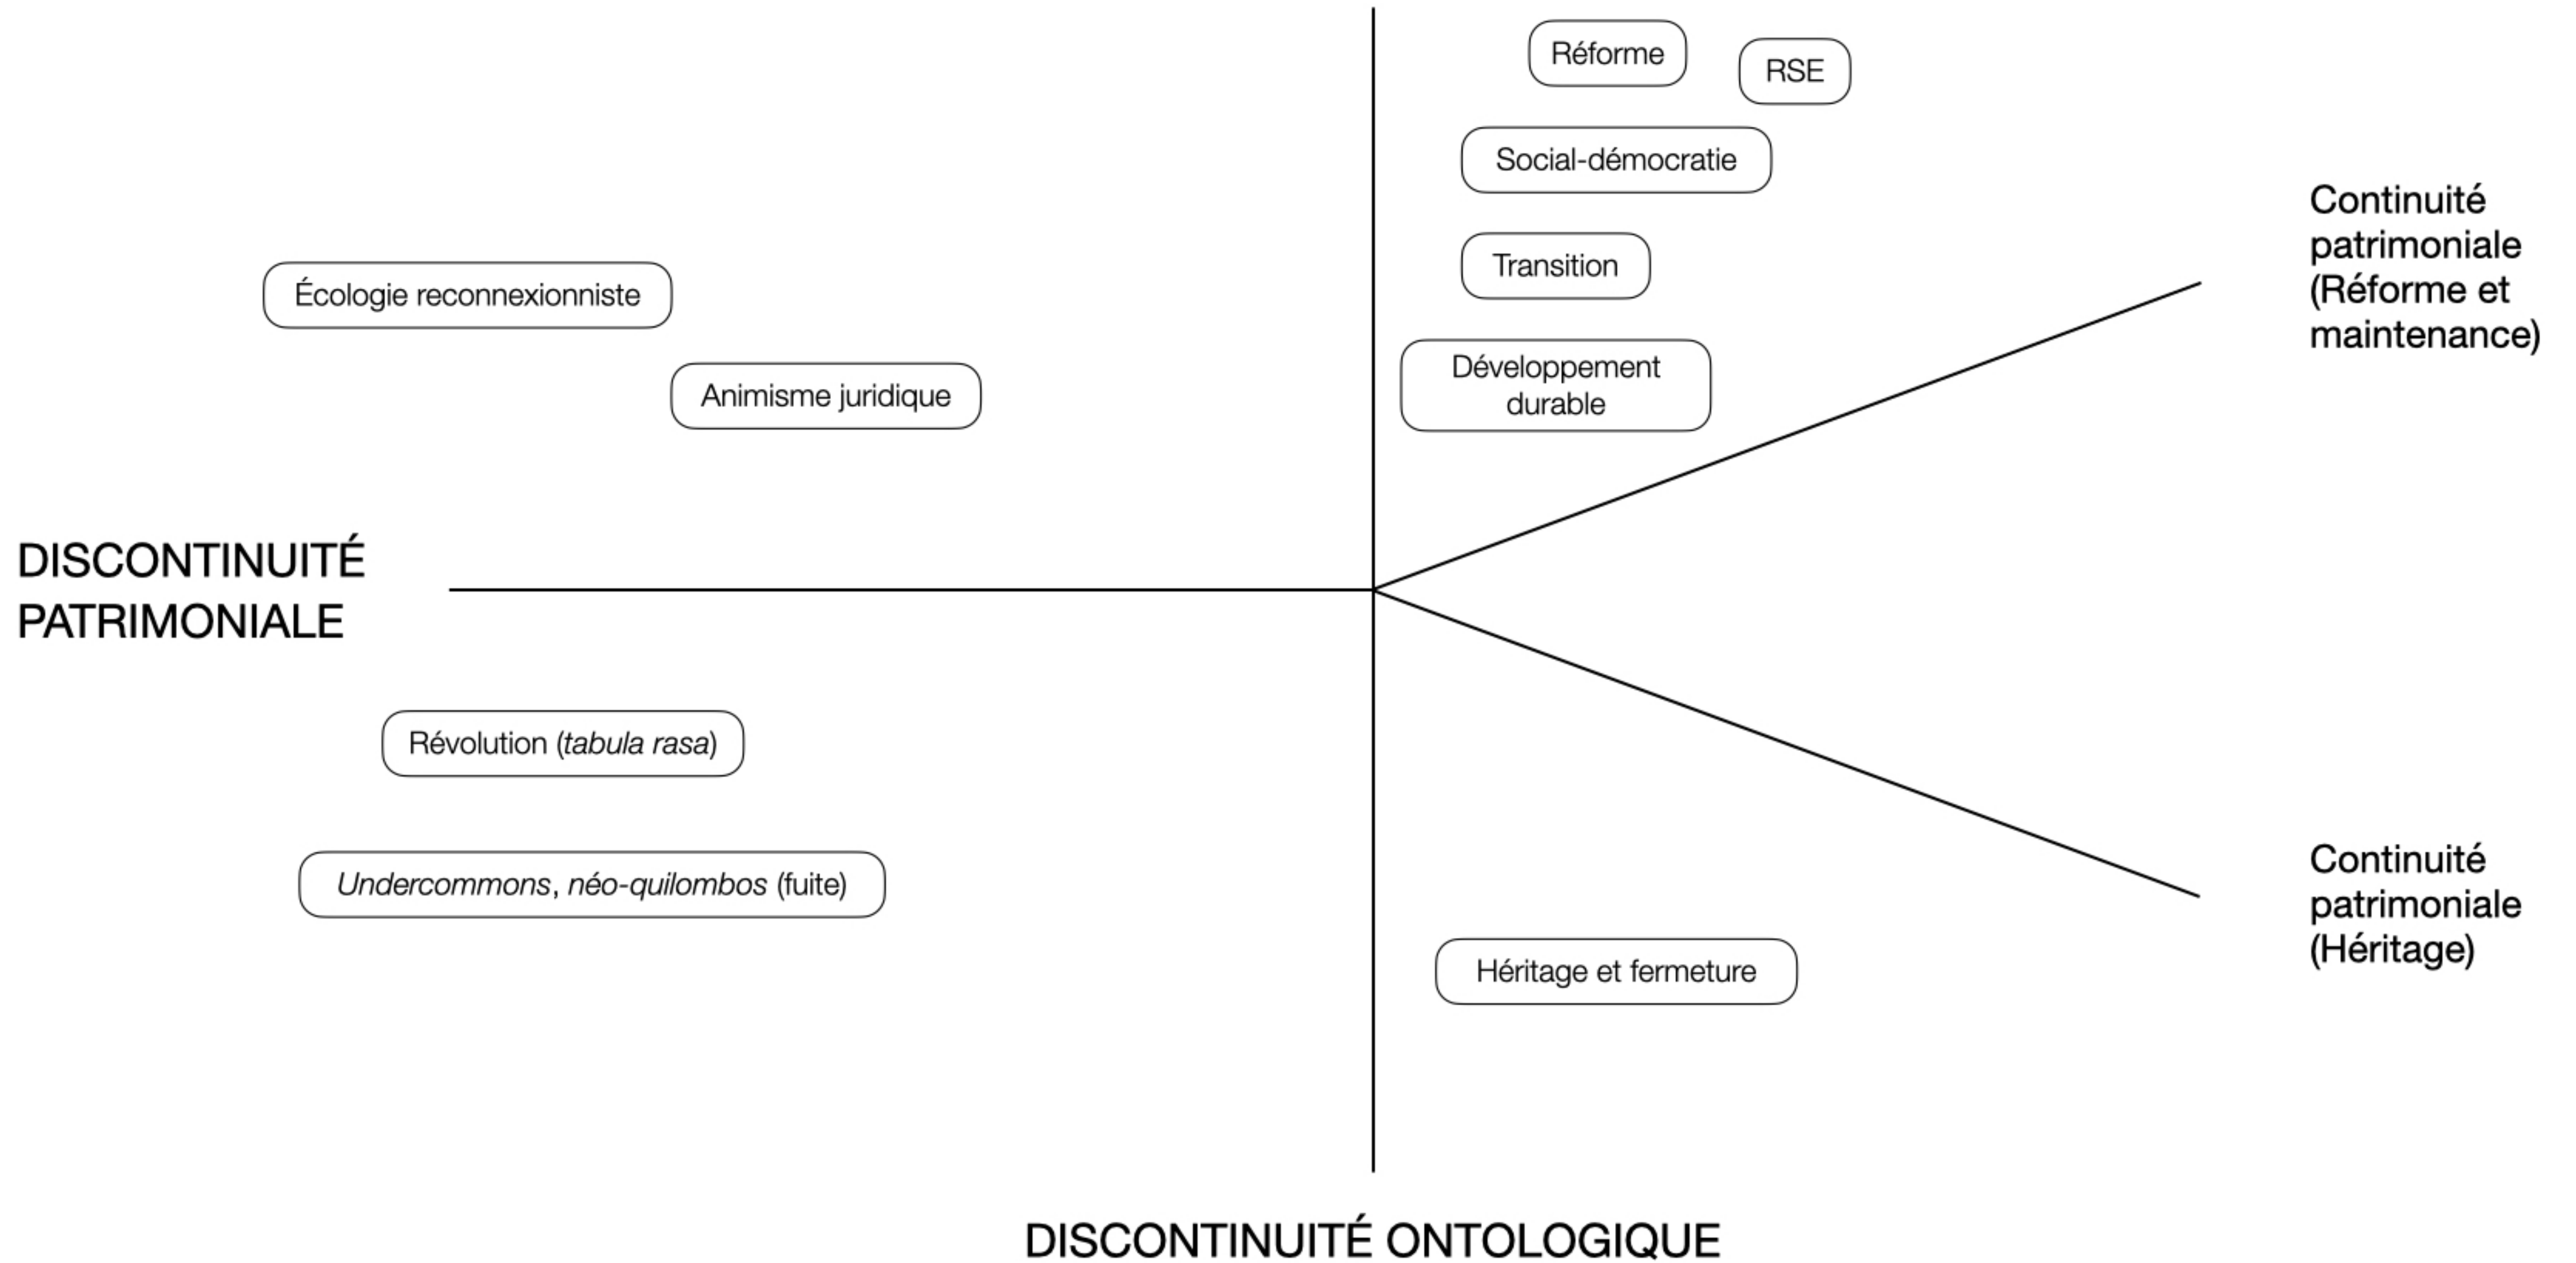 Réforme
RSE
Social-démocratie
Transition
Développement
durable
Continuité
patrimoniale
(Réforme et
maintenance)
Écologie reconnexionniste
Animisme juridique
DISCONTINUITÉ
PATRIMONIALE
Révolution (tabula rasa)
Undercommons, néo-quilombos (fuite)
Continuité
patrimoniale
(Héritage)
Héritage et fermeture
DISCONTINUITÉ ONTOLOGIQUE